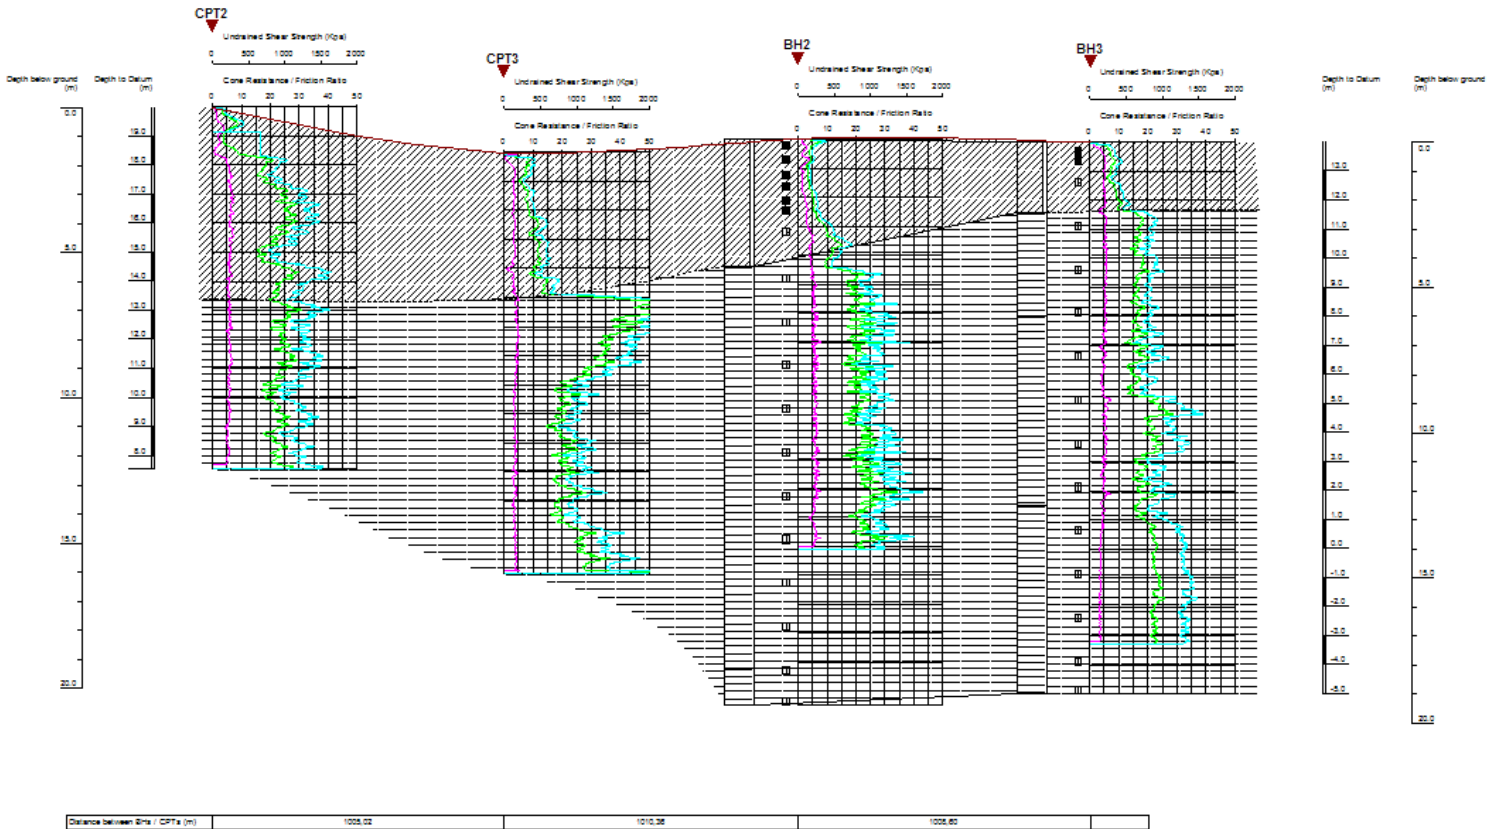 CPT2
Undrained Shear Strength (Kpa)
0 500 1000 1500 2000
Cone Resistance / Friction Ratio
0 10 20 30 40 50
CPT3
Undrained Shear Strength (Kpa)
0 500 1000 1500 2000
Cone Resistance / Friction Ratio
0 10 20 30 40 50
BH2
Undrained Shear Strength (Kpa)
0 500 1000 1500 2000
Cone Resistance / Friction Ratio
0 10 20 30 40 50
BH3
Undrained Shear Strength (Kpa)
0 500 1000 1500 2000
Cone Resistance / Friction Ratio
0 10 20 30 40 50
Depth below ground
(m)
0.0
5.0
10.0
15.0
20.0
Depth to Datum
(m)
19.0
18.0
17.0
16.0
15.0
14.0
13.0
12.0
11.0
10.0
9.0
8.0
Depth to Datum
(m)
13.0
12.0
11.0
10.0
9.0
8.0
7.0
6.0
5.0
4.0
3.0
2.0
1.0
0.0
-1.0
-2.0
-3.0
-4.0
-5.0
Depth below ground
(m)
0.0
5.0
10.0
15.0
20.0
Distance between BHs / CPTs (m) 1005,02 1010,36